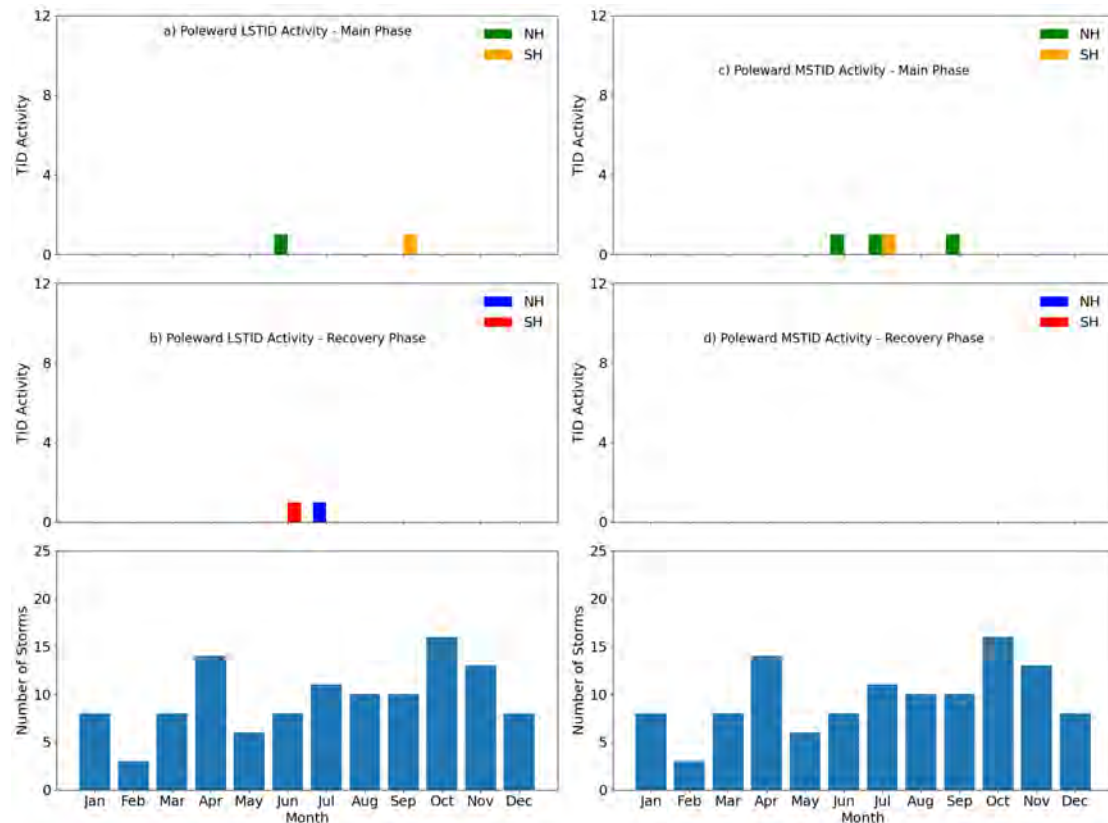 a) Poleward LSTID Activity - Main Phase
NH
SH
TID Activity
12
8
4
0
c) Poleward MSTID Activity - Main Phase
NH
SH
TID Activity
12
8
4
0
b) Poleward LSTID Activity - Recovery Phase
NH
SH
TID Activity
12
8
4
0
d) Poleward MSTID Activity - Recovery Phase
NH
SH
TID Activity
12
8
4
0
Number of Storms
25
20
15
10
5
0
Jan Feb Mar Apr May Jun Jul Aug Sep Oct Nov Dec
Month
Number of Storms
25
20
15
10
5
0
Jan Feb Mar Apr May Jun Jul Aug Sep Oct Nov Dec
Month